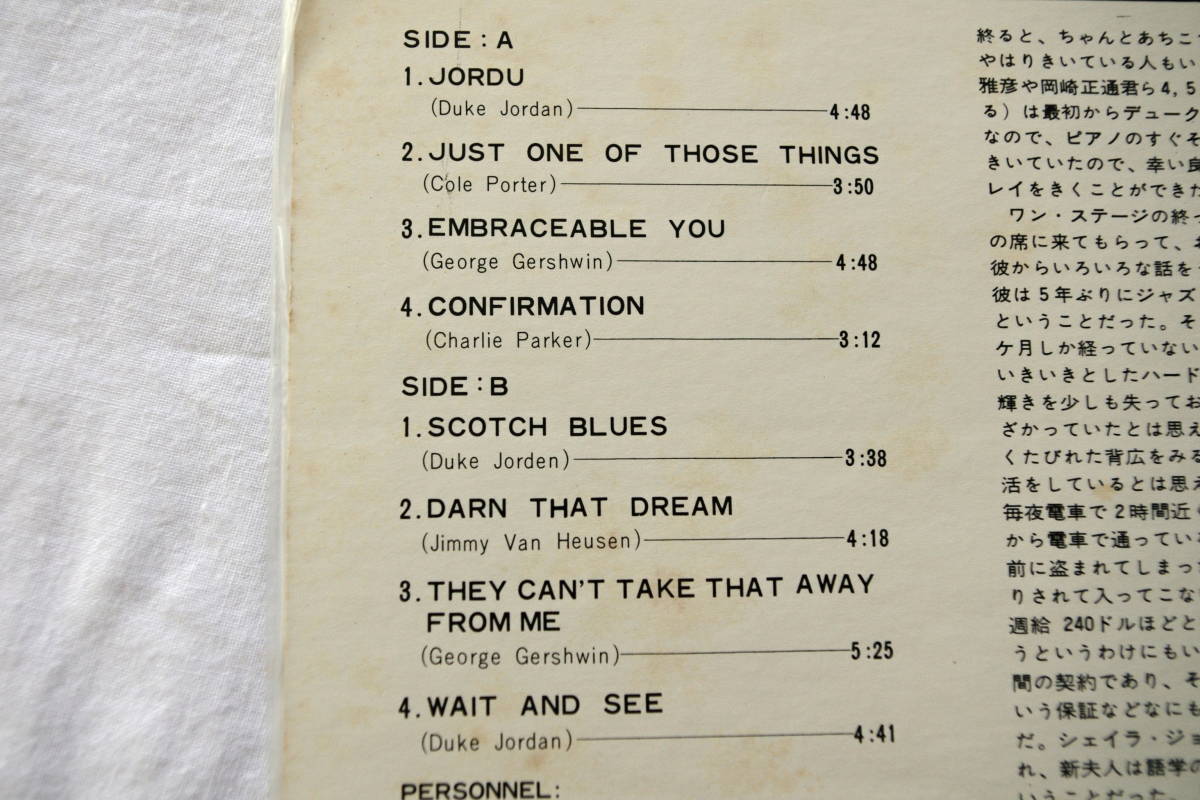 SIDE : A
1. JORDU
(Duke Jordan) 4:48
2. JUST ONE OF THOSE THINGS
(Cole Porter) 3:50
3. EMBRACEABLE YOU
(George Gershwin) 4:48
4. CONFIRMATION
(Charlie Parker) 3:12
SIDE : B
1. SCOTCH BLUES
(Duke Jorden) 3:38
2. DARN THAT DREAM
(Jimmy Van Heusen) 4:18
3. THEY CAN'T TAKE THAT AWAY
FROM ME
(George Gershwin) 5:25
4. WAIT AND SEE
(Duke Jordan) 4:41
PERSONNEL:
終ると、ちゃんとあちこ
やはりきいている人もい
雅彦や岡崎正通君ら4, 5
る）は最初からデューク
なので、ピアノのすぐそ
きいていたので、幸い良
レイをきくことができた
ワン・ステージの終っ
の席に来てもらって、
彼からいろいろな話を
彼は5年ぶりにジャズ
ということだった。そ
ケ月しか経っていない
いきいきとしたハード
輝きを少しも失ってお
ざかっていたとは思え
くたびれた背広をみる
活をしているとは思え
毎夜電車で2時間近く
から電車で通っている
前に盗まれてしまった
りされて入ってこな
週給 240ドルほどと
うというわけにもい
間の契約であり、そ
いう保証などなにも
だ。シェイラ・ジョ
れ、新夫人は語学の
いうことだった。